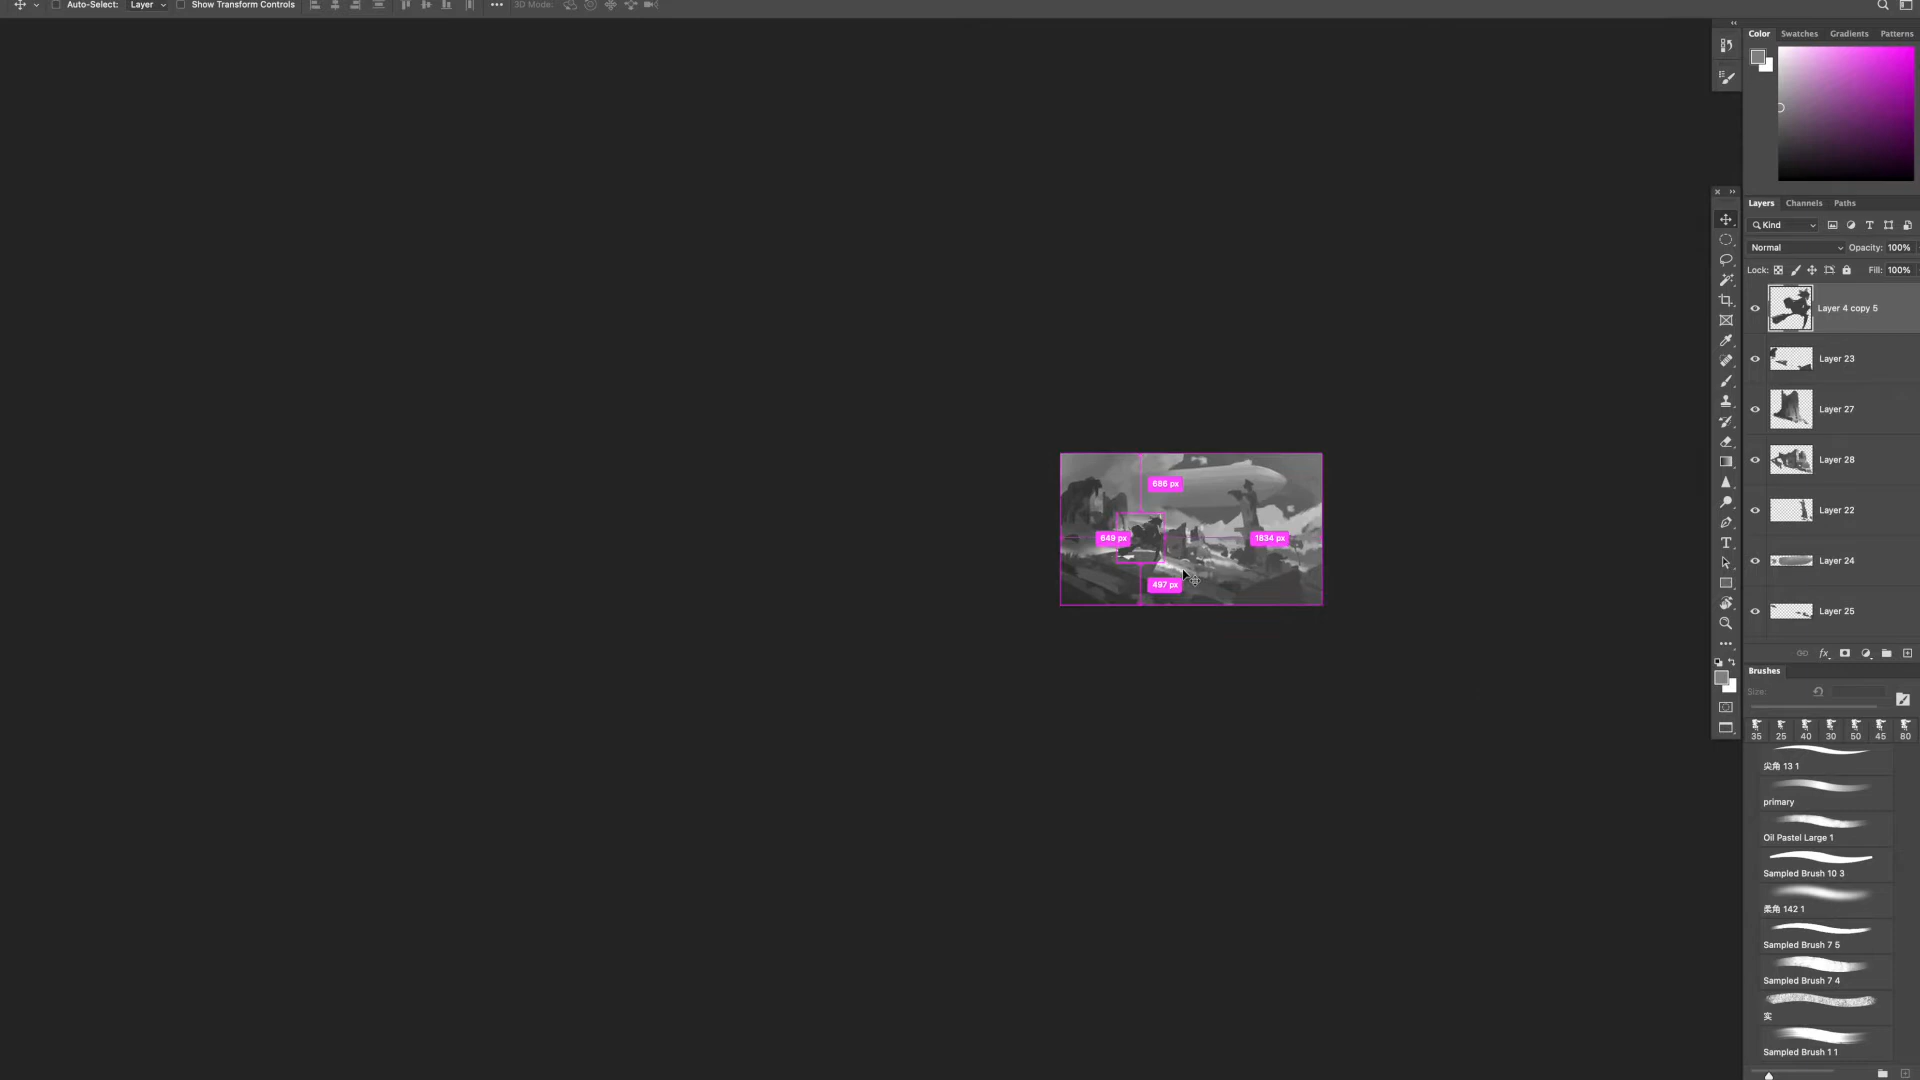 Auto-Select: Layer Show Transform Controls 3D Mode:
Color Swatches Gradients Patterns
Layers Channels Paths
Kind
Normal Opacity: 100%
Lock: Fill: 100%
Layer 4 copy 5
Layer 23
Layer 27
Layer 28
Layer 22
Layer 24
Layer 25
fx
686 px
649 px
1834 px
497 px
Brushes
Size:
35 25 40 30 50 45 80
尖角 13 1
primary
Oil Pastel Large 1
Sampled Brush 10 3
柔角 142 1
Sampled Brush 7 5
Sampled Brush 7 4
实
Sampled Brush 1 1